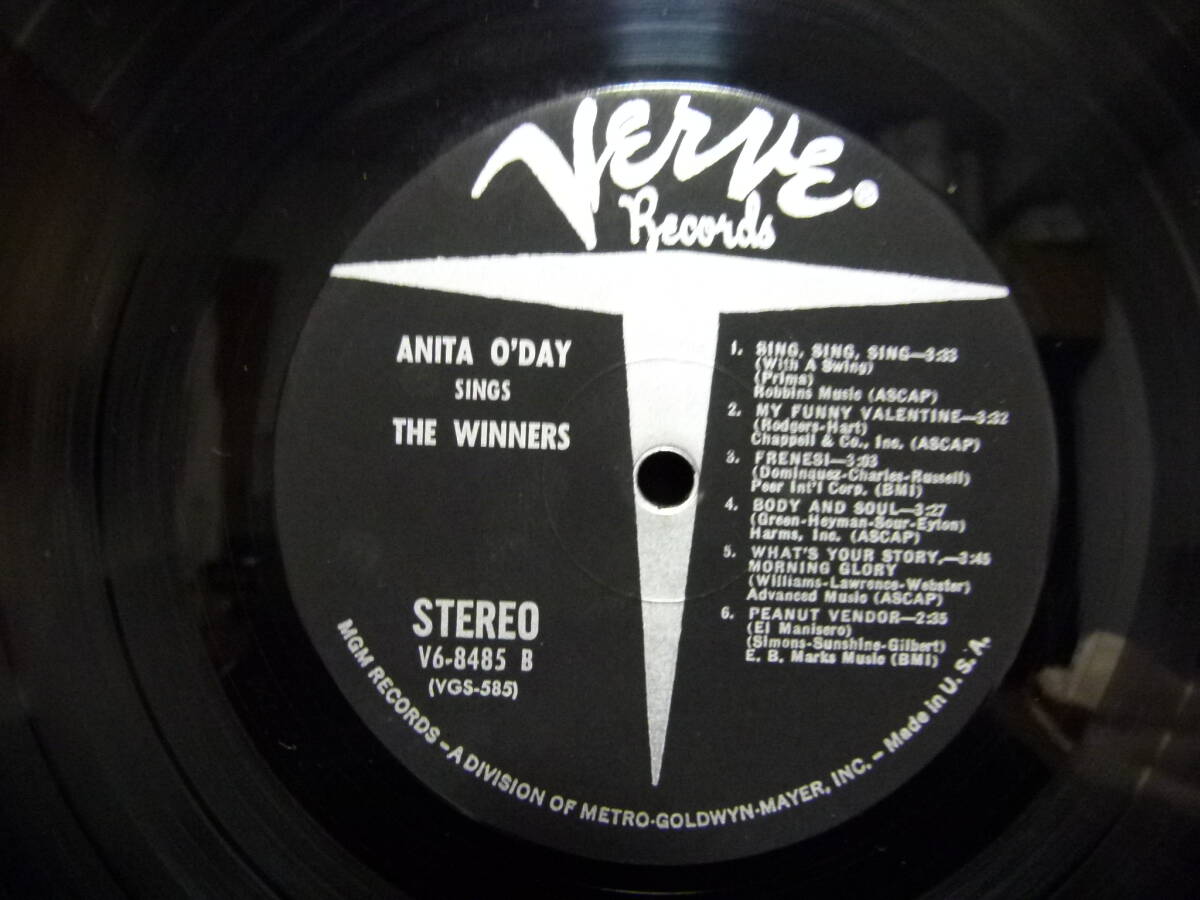 VERVE®
Records
ANITA O'DAY
SINGS
THE WINNERS
1. SING, SING, SING—3:33
(With A Swing)
(Prima)
Robbins Music (ASCAP)
2. MY FUNNY VALENTINE—3:32
(Rodgers-Hart)
Chappell & Co., Inc. (ASCAP)
3. FRENESI—3:03
(Dominquez-Charles-Russell)
Peer Int'l Corp. (BMI)
4. BODY AND SOUL—3:27
(Green-Heyman-Sour-Eyton)
Harms, Inc. (ASCAP)
5. WHAT'S YOUR STORY,—3:45
MORNING GLORY
(Williams-Lawrence-Webster)
Advanced Music (ASCAP)
6. PEANUT VENDOR—2:35
(El Manisero)
(Simons-Sunshine-Gilbert)
E. B. Marks Music (BMI)
STEREO
V6-8485 B
(VGS-585)
MGM RECORDS – A DIVISION OF METRO-GOLDWYN-MAYER, INC. – Made in U. S. A.